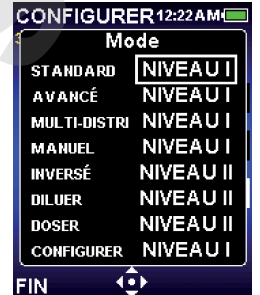 CONFIGURER 12:22 AM
Mode
STANDARD NIVEAU I
AVANCÉ NIVEAU I
MULTI-DISTRI NIVEAU I
MANUEL NIVEAU I
INVERSÉ NIVEAU II
DILUER NIVEAU II
DOSER NIVEAU II
CONFIGURER NIVEAU I
FIN